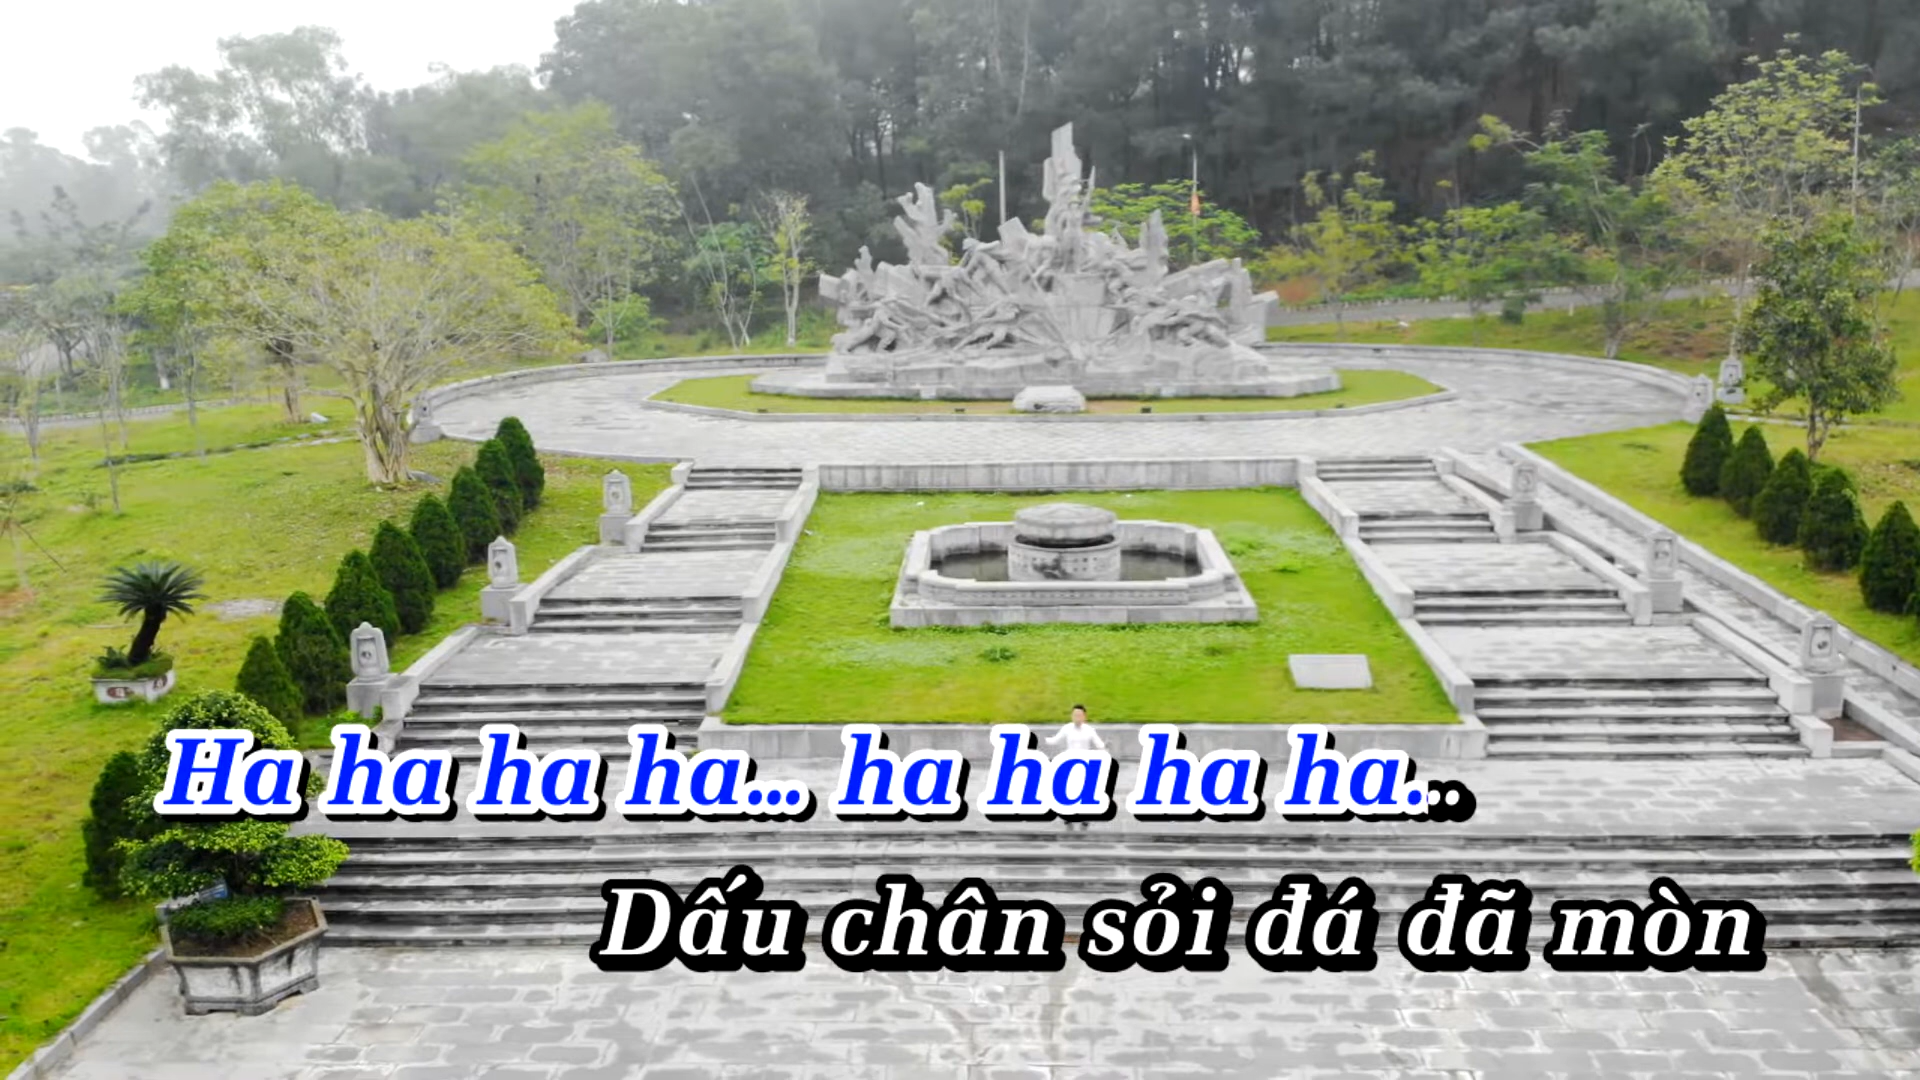 Ha ha ha ha... ha ha ha ha...
Dấu chân sỏi đá đã mòn